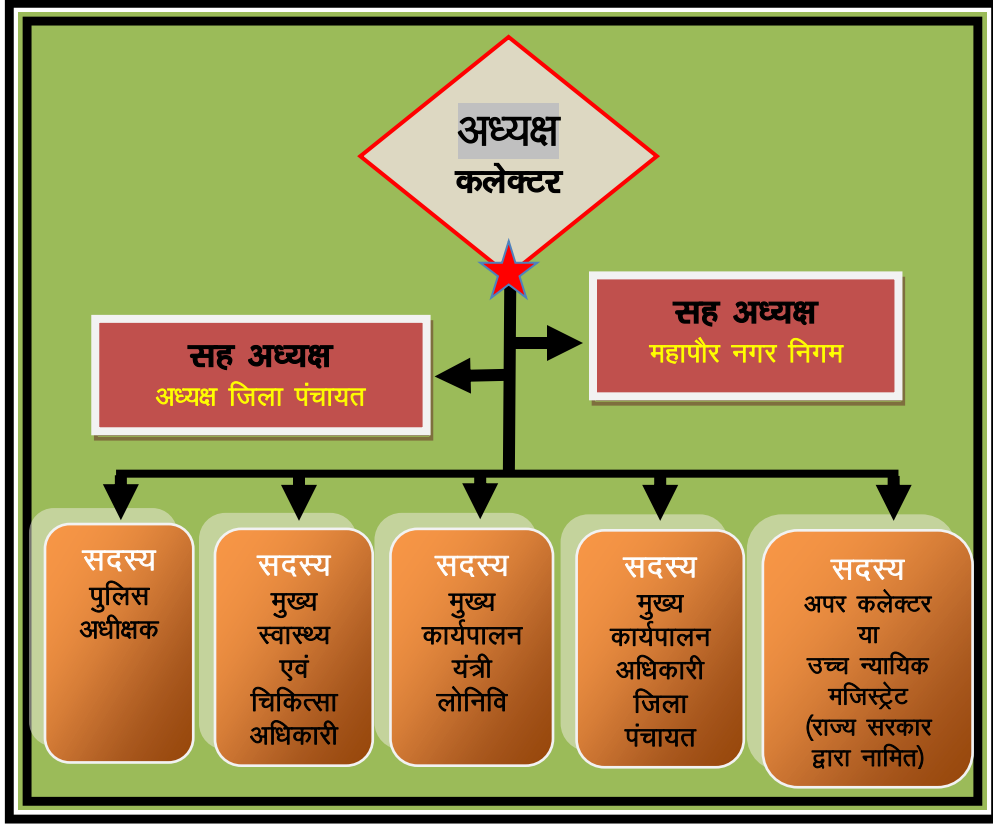 अध्यक्ष
कलेक्टर
सह अध्यक्ष
महापौर नगर निगम
सह अध्यक्ष
अध्यक्ष जिला पंचायत
सदस्य
पुलिस
अधीक्षक
सदस्य
मुख्य
स्वास्थ्य
एवं
चिकित्सा
अधिकारी
सदस्य
मुख्य
कार्यपालन
यंत्री
लोनिवि
सदस्य
मुख्य
कार्यपालन
अधिकारी
जिला
पंचायत
सदस्य
अपर कलेक्टर
या
उच्च न्यायिक
मजिस्ट्रेट
(राज्य सरकार
द्वारा नामित)